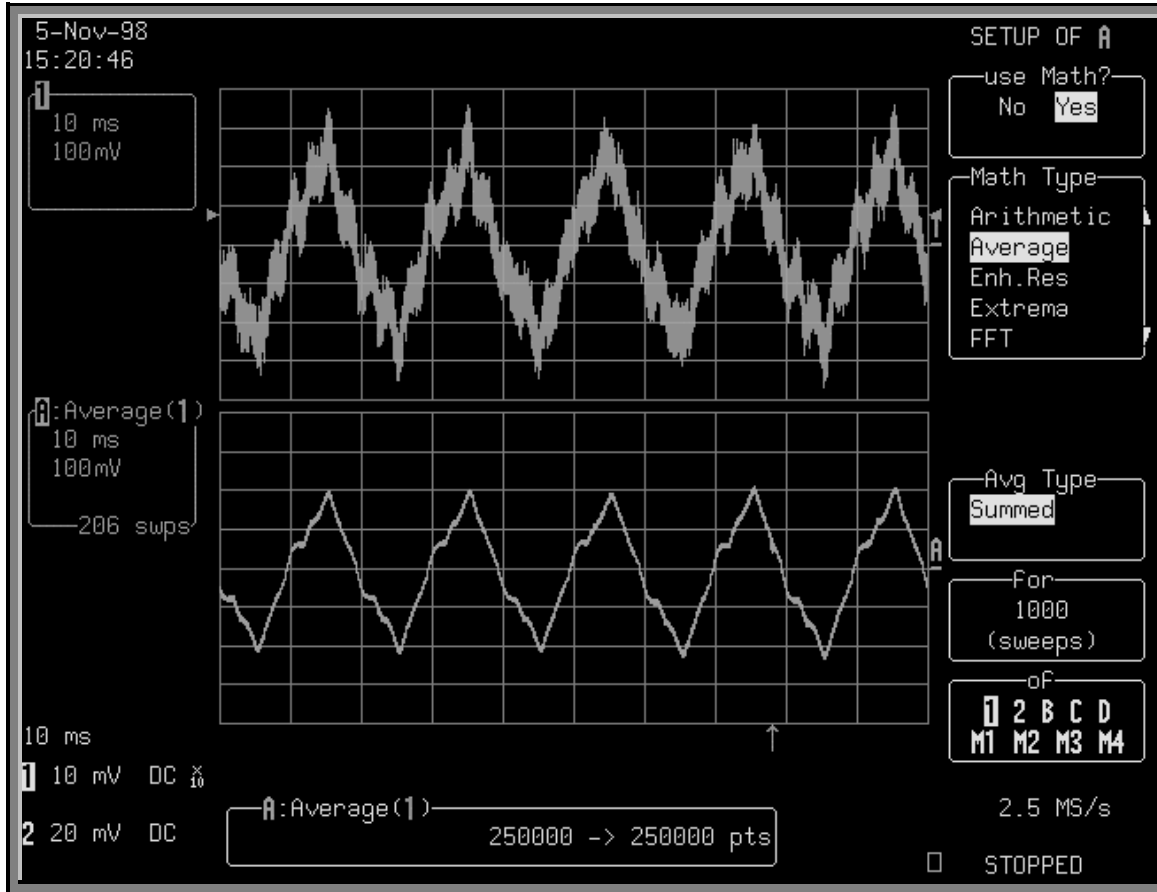 5-Nov-98
15:20:46
1
10 ms
100mV
A:Average(1)
10 ms
100mV
206 swps
10 ms
1 10 mV DC X10
2 20 mV DC
A:Average(1)
250000 -> 250000 pts
T
A
SETUP OF A
use Math?
No Yes
Math Type
Arithmetic
Average
Enh.Res
Extrema
FFT
Avg Type
Summed
for
1000
(sweeps)
of
1 2 B C D
M1 M2 M3 M4
2.5 MS/s
STOPPED